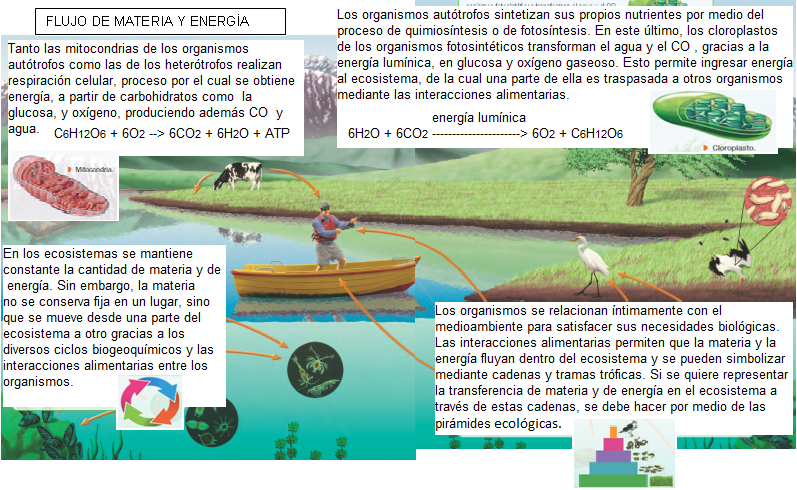 FLUJO DE MATERIA Y ENERGÍA
Tanto las mitocondrias de los organismos
autótrofos como las de los heterótrofos realizan
respiración celular, proceso por el cual se obtiene
energía, a partir de carbohidratos como la
glucosa, y oxígeno, produciendo además CO y
agua.
C6H12O6 + 6O2 --> 6CO2 + 6H2O + ATP
Mitocondria.
Los organismos autótrofos sintetizan sus propios nutrientes por medio del
proceso de quimiosíntesis o de fotosíntesis. En este último, los cloroplastos
de los organismos fotosintéticos transforman el agua y el CO , gracias a la
energía lumínica, en glucosa y oxígeno gaseoso. Esto permite ingresar energía
al ecosistema, de la cual una parte de ella es traspasada a otros organismos
mediante las interacciones alimentarias.
energía lumínica
6H2O + 6CO2 ----------------------> 6O2 + C6H12O6
Cloroplasto.
En los ecosistemas se mantiene
constante la cantidad de materia y de
energía. Sin embargo, la materia
no se conserva fija en un lugar, sino
que se mueve desde una parte del
ecosistema a otro gracias a los
diversos ciclos biogeoquímicos y las
interacciones alimentarias entre los
organismos.
Los organismos se relacionan íntimamente con el
medioambiente para satisfacer sus necesidades biológicas.
Las interacciones alimentarias permiten que la materia y la
energía fluyan dentro del ecosistema y se pueden simbolizar
mediante cadenas y tramas tróficas. Si se quiere representar
la transferencia de materia y de energía en el ecosistema a
través de estas cadenas, se debe hacer por medio de las
pirámides ecológicas.